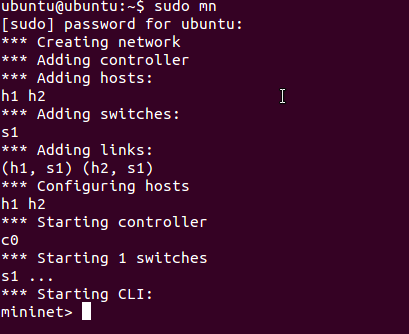 ubuntu@ubuntu:~$ sudo mn
[sudo] password for ubuntu:
*** Creating network
*** Adding controller
*** Adding hosts:
h1 h2
*** Adding switches:
s1
*** Adding links:
(h1, s1) (h2, s1)
*** Configuring hosts
h1 h2
*** Starting controller
c0
*** Starting 1 switches
s1 ...
*** Starting CLI:
mininet>